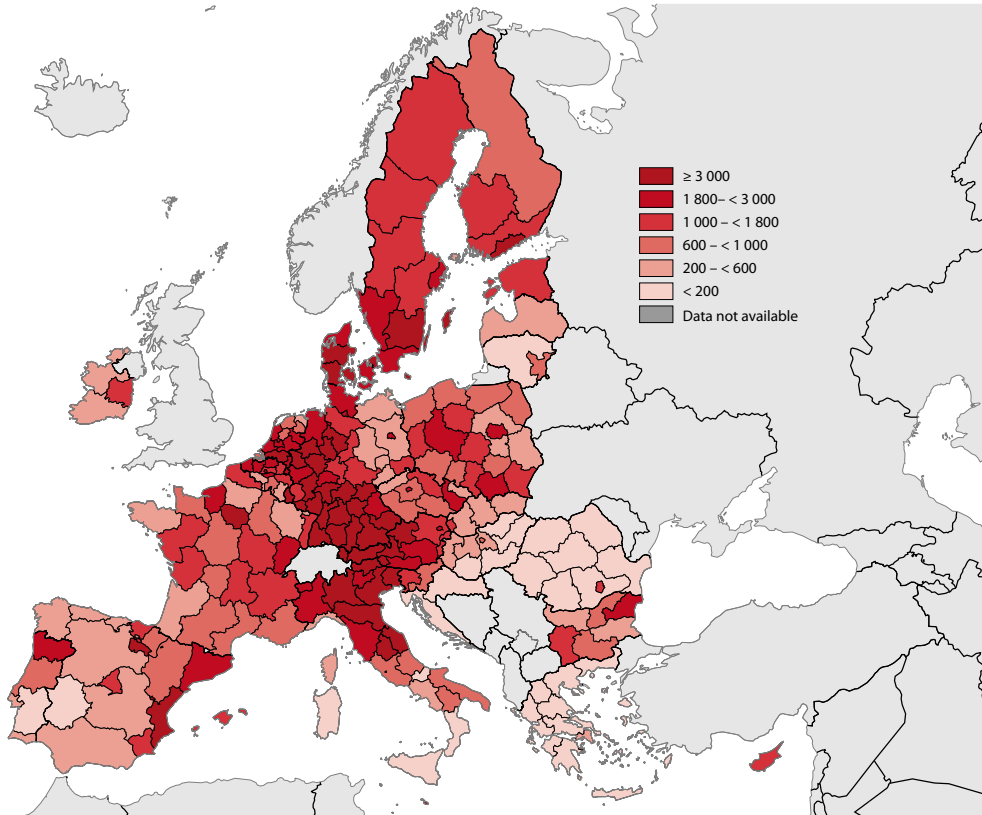 ≥ 3 000
1 800– < 3 000
1 000 – < 1 800
600 – < 1 000
200 – < 600
< 200
Data not available